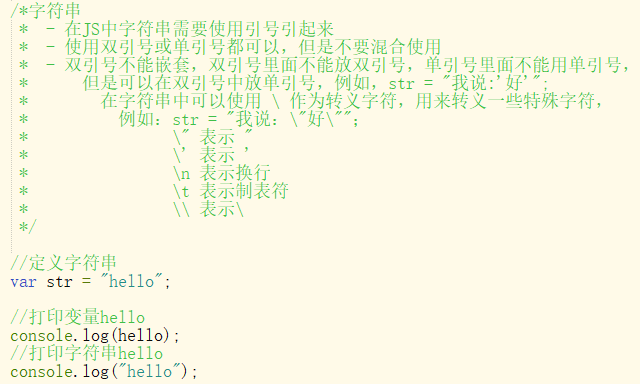 /*字符串
* - 在JS中字符串需要使用引号引起来
* - 使用双引号或单引号都可以，但是不要混合使用
* - 双引号不能嵌套，双引号里面不能放双引号，单引号里面不能用单引号，
* 但是可以在双引号中放单引号，例如，str = "我说:'好'";
* 在字符串中可以使用 \ 作为转义字符，用来转义一些特殊字符，
* 例如：str = "我说：\"好\"";
* \" 表示 "
* \' 表示 '
* \n 表示换行
* \t 表示制表符
* \\ 表示\
*/
//定义字符串
var str = "hello";
//打印变量hello
console.log(hello);
//打印字符串hello
console.log("hello");